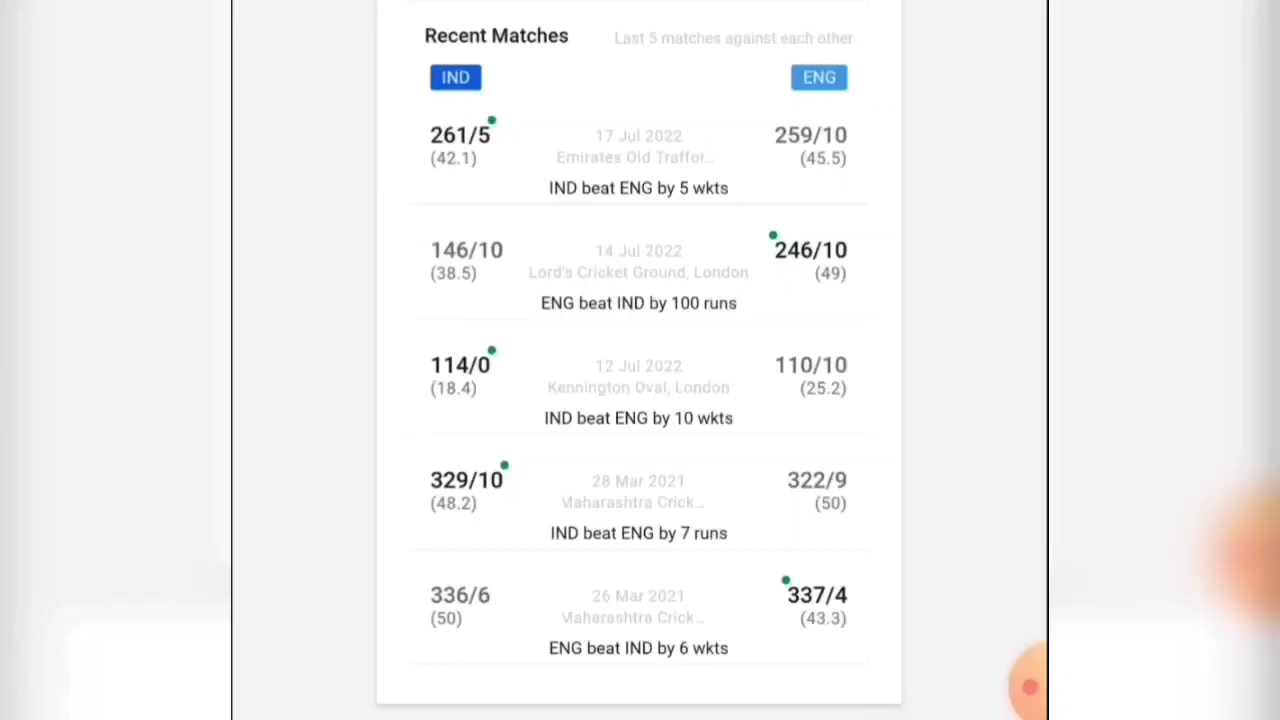 Recent Matches Last 5 matches against each other
IND ENG
261/5 17 Jul 2022 259/10
(42.1) Emirates Old Traffor... (45.5)
IND beat ENG by 5 wkts
146/10 14 Jul 2022 246/10
(38.5) Lord's Cricket Ground, London (49)
ENG beat IND by 100 runs
114/0 12 Jul 2022 110/10
(18.4) Kennington Oval, London (25.2)
IND beat ENG by 10 wkts
329/10 28 Mar 2021 322/9
(48.2) Maharashtra Crick... (50)
IND beat ENG by 7 runs
336/6 26 Mar 2021 337/4
(50) Maharashtra Crick... (43.3)
ENG beat IND by 6 wkts